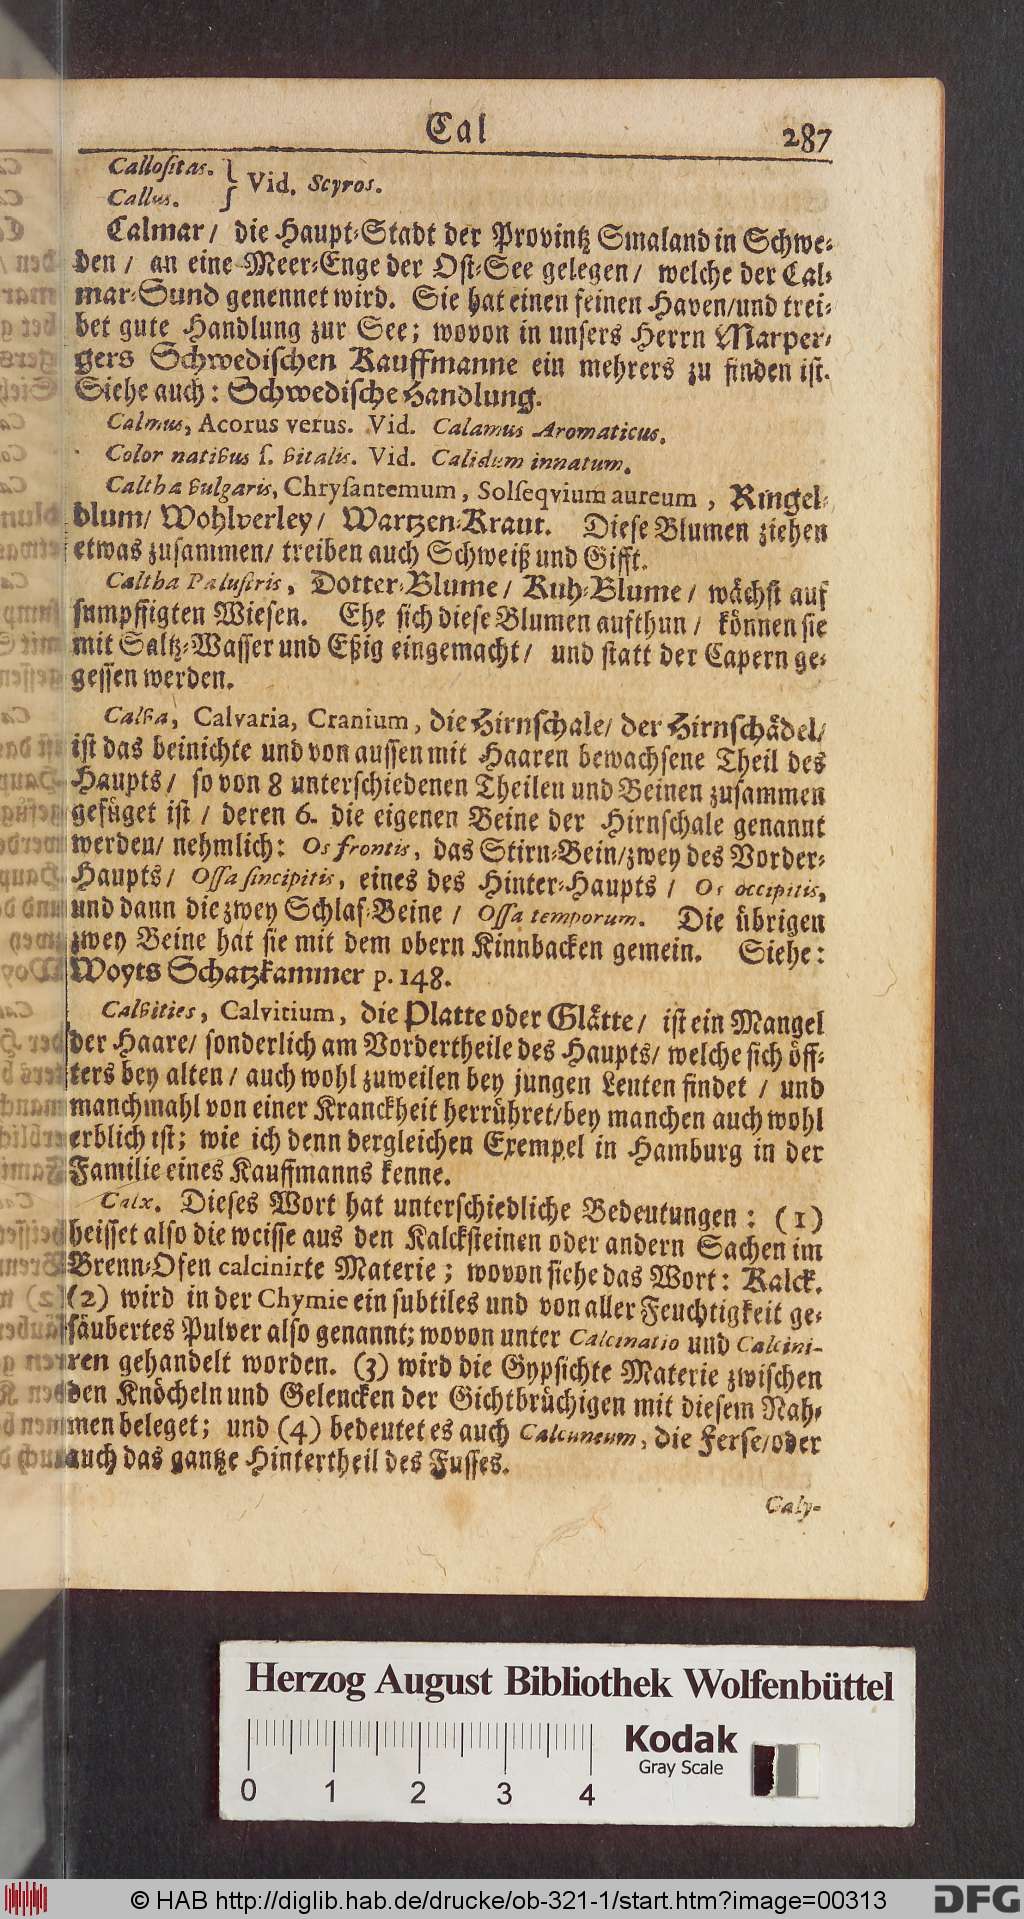 Cal 287
Callositas. } Vid. Scyros.
Callus.
Calmar / die Haupt-Stadt der Provintz Smaland in Schwe-
den / an eine Meer-Enge der Ost-See gelegen / welche der Cal-
mar-Sund genennet wird. Sie hat einen feinen Haven/und trei-
bet gute Handlung zur See; wovon in unsers Herrn Marper-
gers Schwedischen Kauffmanne ein mehrers zu finden ist.
Siehe auch: Schwedische Handlung.
Calmus, Acorus verus. Vid. Calamus Aromaticus.
Color nativus s. vitalis. Vid. Calidum innatum.
Caltha vulgaris, Chrysantemum, Solseqvium aureum, Ringel-
blum/ Wohlverley/ Wartzen-Kraut. Diese Blumen ziehen
etwas zusammen/ treiben auch Schweiß und Gifft.
Caltha Palustris, Dotter-Blume / Kuh-Blume / wächst auf
sumpffigten Wiesen. Ehe sich diese Blumen aufthun / können sie
mit Saltz-Wasser und Eßig eingemacht / und statt der Capern ge-
gessen werden.
Calva, Calvaria, Cranium, die Hirnschale/ der Hirnschädel/
ist das beinichte und von aussen mit Haaren bewachsene Theil des
Haupts / so von 8 unterschiedenen Theilen und Beinen zusammen
gefüget ist / deren 6. die eigenen Beine der Hirnschale genannt
werden/ nehmlich: Os frontis, das Stirn-Bein/zwey des Vorder-
Haupts / Ossa sincipitis, eines des Hinter-Haupts / Os occipitis,
und dann die zwey Schlaf-Beine / Ossa temporum. Die übrigen
zwey Beine hat sie mit dem obern Kinnbacken gemein. Siehe:
Woyts Schatzkammer p. 148.
Calvities, Calvitium, die Platte oder Glätte / ist ein Mangel
der Haare/ sonderlich am Vordertheile des Haupts/ welche sich öff-
ters bey alten / auch wohl zuweilen bey jungen Leuten findet / und
manchmahl von einer Kranckheit herrühret/bey manchen auch wohl
erblich ist; wie ich denn dergleichen Exempel in Hamburg in der
Familie eines Kauffmanns kenne.
Calx. Dieses Wort hat unterschiedliche Bedeutungen: (1)
heisset also die weisse aus den Kalcksteinen oder andern Sachen im
Brenn-Ofen calcinirte Materie; wovon siehe das Wort: Kalck.
(2) wird in der Chymie ein subtiles und von aller Feuchtigkeit ge-
säubertes Pulver also genannt; wovon unter Calcinatio und Calcini-
ren gehandelt worden. (3) wird die Gypsichte Materie zwischen
den Knöcheln und Gelencken der Gichtbrüchigen mit diesem Nah-
men beleget; und (4) bedeutet es auch Calcuneum, die Ferse/oder
auch das gantze Hintertheil des Fusses.
Caly-
Herzog August Bibliothek Wolfenbüttel
Kodak
Gray Scale
0 1 2 3 4
© HAB http://diglib.hab.de/drucke/ob-321-1/start.htm?image=00313 DFG